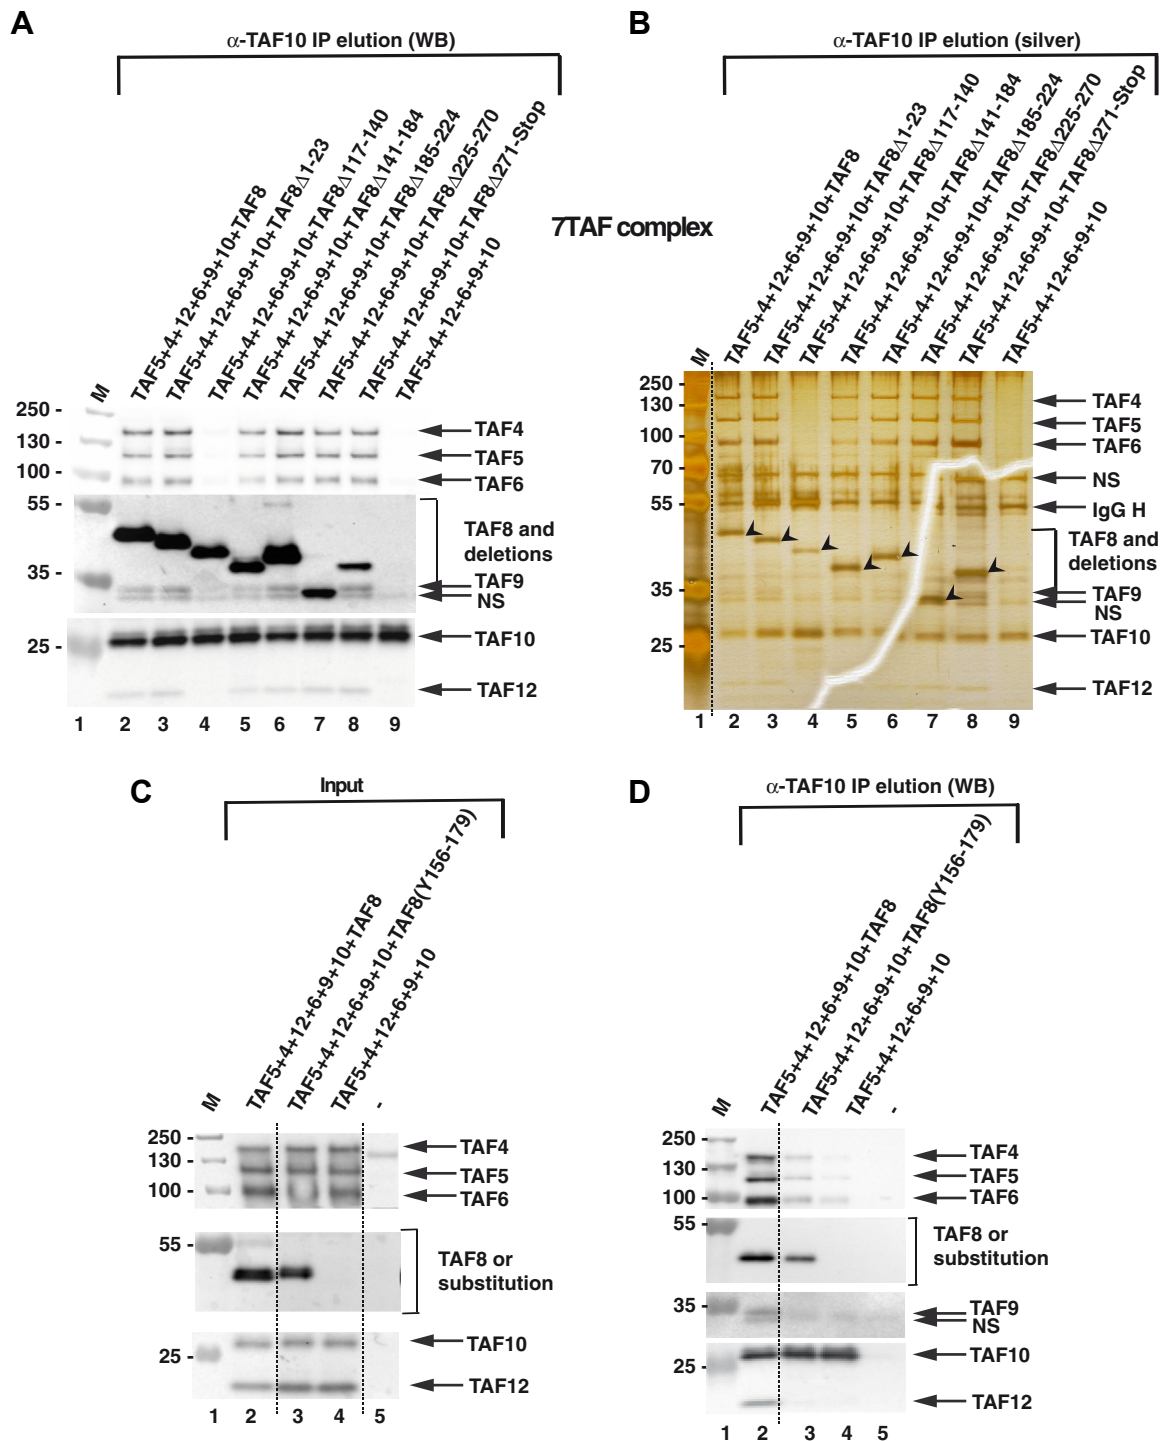 A
α-TAF10 IP elution (WB)
M
TAF5+4+12+6+9+10+TAF8
TAF5+4+12+6+9+10+TAF8Δ1-23
TAF5+4+12+6+9+10+TAF8Δ117-140
TAF5+4+12+6+9+10+TAF8Δ141-184
TAF5+4+12+6+9+10+TAF8Δ185-224
TAF5+4+12+6+9+10+TAF8Δ225-270
TAF5+4+12+6+9+10+TAF8Δ271-Stop
TAF5+4+12+6+9+10
250 -
130 -
100 -
55 -
35 -
25 -
TAF4
TAF5
TAF6
TAF8 and
deletions
TAF9
NS
TAF10
TAF12
1 2 3 4 5 6 7 8 9
7TAF complex
B
α-TAF10 IP elution (silver)
M
TAF5+4+12+6+9+10+TAF8
TAF5+4+12+6+9+10+TAF8Δ1-23
TAF5+4+12+6+9+10+TAF8Δ117-140
TAF5+4+12+6+9+10+TAF8Δ141-184
TAF5+4+12+6+9+10+TAF8Δ185-224
TAF5+4+12+6+9+10+TAF8Δ225-270
TAF5+4+12+6+9+10+TAF8Δ271-Stop
TAF5+4+12+6+9+10
250 -
130 -
100 -
70 -
55 -
35 -
25 -
TAF4
TAF5
TAF6
NS
IgG H
TAF8 and
deletions
TAF9
NS
TAF10
TAF12
1 2 3 4 5 6 7 8 9
C
Input
M
TAF5+4+12+6+9+10+TAF8
TAF5+4+12+6+9+10+TAF8(Y156-179)
TAF5+4+12+6+9+10
-
250 -
130 -
100 -
55 -
25 -
TAF4
TAF5
TAF6
TAF8 or
substitution
TAF10
TAF12
1 2 3 4 5
D
α-TAF10 IP elution (WB)
M
TAF5+4+12+6+9+10+TAF8
TAF5+4+12+6+9+10+TAF8(Y156-179)
TAF5+4+12+6+9+10
-
250 -
130 -
100 -
55 -
35 -
25 -
TAF4
TAF5
TAF6
TAF8 or
substitution
TAF9
NS
TAF10
TAF12
1 2 3 4 5